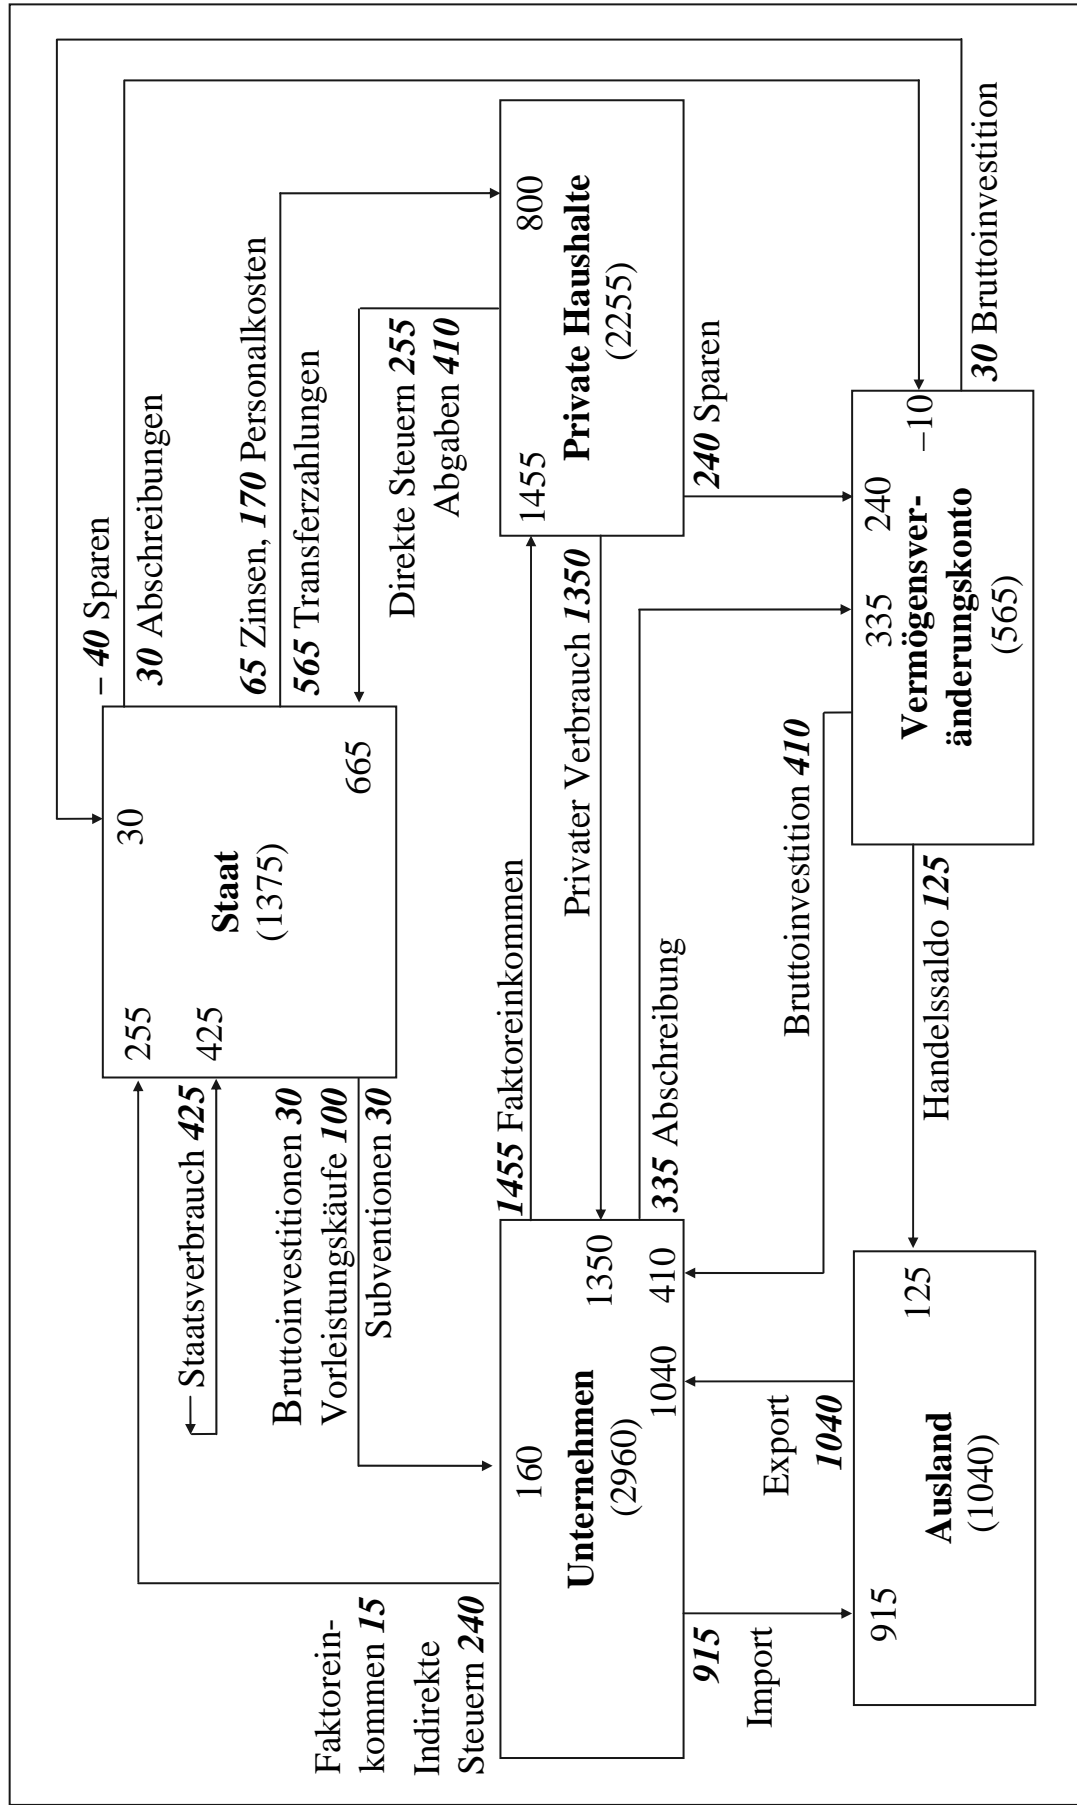 – 40 Sparen
30 Abschreibungen
30
Staat
(1375)
255
425
665
Staatsverbrauch 425
65 Zinsen, 170 Personalkosten
565 Transferzahlungen
Direkte Steuern 255
Abgaben 410
Bruttoinvestitionen 30
Vorleistungskäufe 100
Subventionen 30
Faktorein-
kommen 15
Indirekte
Steuern 240
160
Unternehmen
(2960)
1040
1350
410
1455 Faktoreinkommen
Privater Verbrauch 1350
335 Abschreibung
1455
800
Private Haushalte
(2255)
240 Sparen
915
Import
Export
1040
915
Ausland
(1040)
125
Bruttoinvestition 410
Handelssaldo 125
335
240
–10
Vermögensver-
änderungskonto
(565)
30 Bruttoinvestition